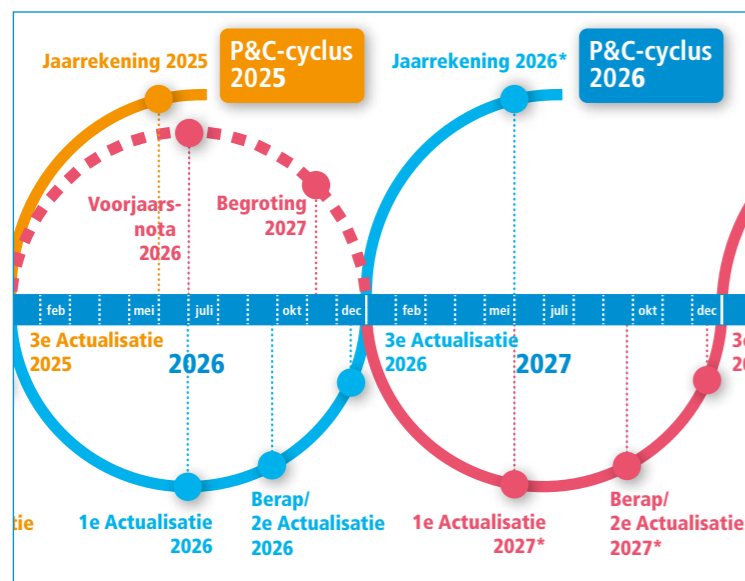 Jaarrekening 2025
P&C-cyclus
2025
Jaarrekening 2026*
P&C-cyclus
2026
Voorjaars-
nota
2026
Begroting
2027
feb mei juli okt dec feb mei juli okt dec
3e Actualisatie
2025
2026
3e Actualisatie
2026
2027
3e
20
tie
1e Actualisatie
2026
Berap/
2e Actualisatie
2026
1e Actualisatie
2027*
Berap/
2e Actualisatie
2027*